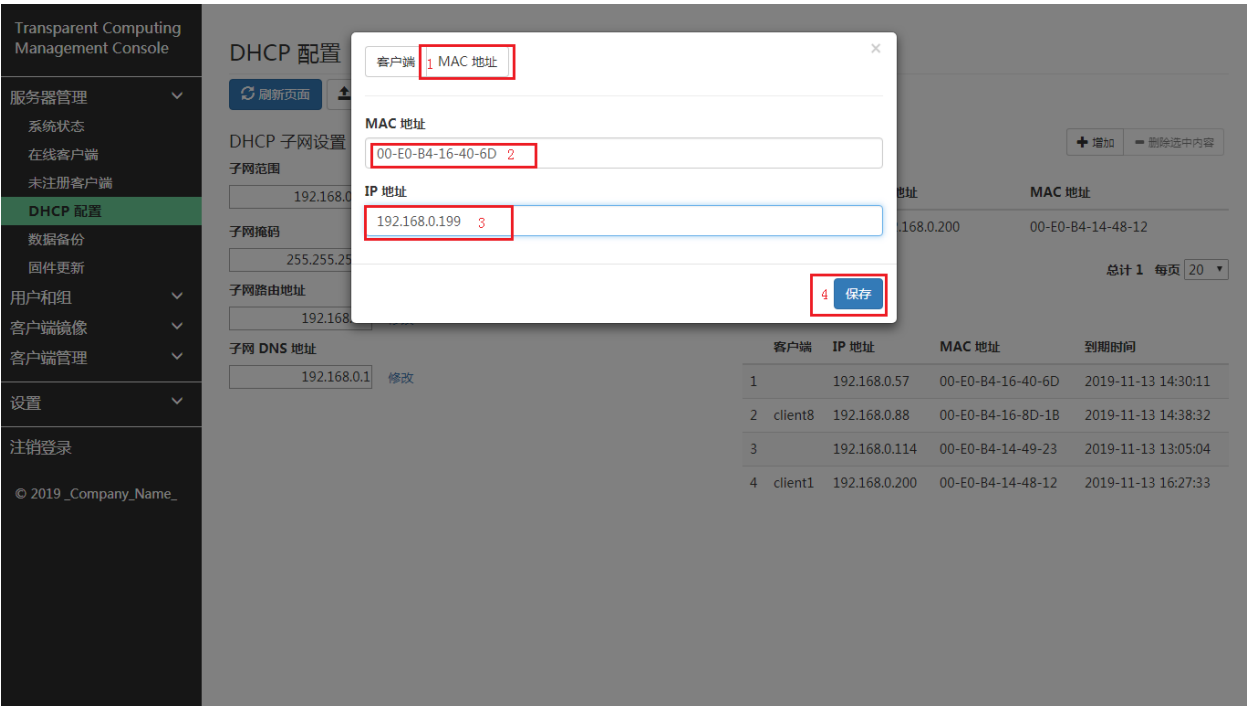 Transparent Computing
Management Console
服务器管理
系统状态
在线客户端
未注册客户端
DHCP 配置
数据备份
固件更新
用户和组
客户端镜像
客户端管理
设置
注销登录
© 2019 _Company_Name_
DHCP 配置
刷新页面
DHCP 子网设置
子网范围
192.168.0
子网掩码
255.255.25
子网路由地址
192.168.
子网 DNS 地址
192.168.0.1 修改
客户端 1 MAC 地址 ×
MAC 地址
00-E0-B4-16-40-6D 2
IP 地址
192.168.0.199 3
4 保存
增加 删除选中内容
地址 MAC 地址
.168.0.200 00-E0-B4-14-48-12
总计 1 每页 20
客户端 IP 地址 MAC 地址 到期时间
1 192.168.0.57 00-E0-B4-16-40-6D 2019-11-13 14:30:11
2 client8 192.168.0.88 00-E0-B4-16-8D-1B 2019-11-13 14:38:32
3 192.168.0.114 00-E0-B4-14-49-23 2019-11-13 13:05:04
4 client1 192.168.0.200 00-E0-B4-14-48-12 2019-11-13 16:27:33